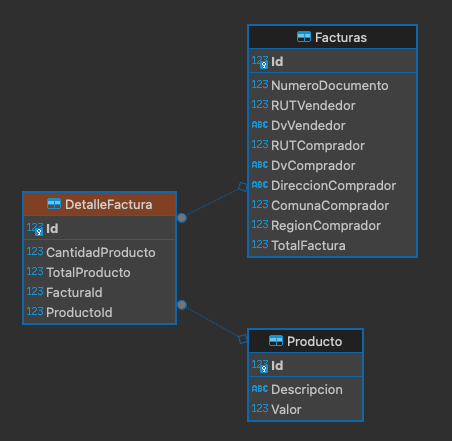 Facturas
123 Id
123 NumeroDocumento
123 RUTVendedor
ABC DvVendedor
123 RUTComprador
ABC DvComprador
ABC DireccionComprador
123 ComunaComprador
123 RegionComprador
123 TotalFactura
DetalleFactura
123 Id
123 CantidadProducto
123 TotalProducto
123 FacturaId
123 ProductoId
Producto
123 Id
ABC Descripcion
123 Valor